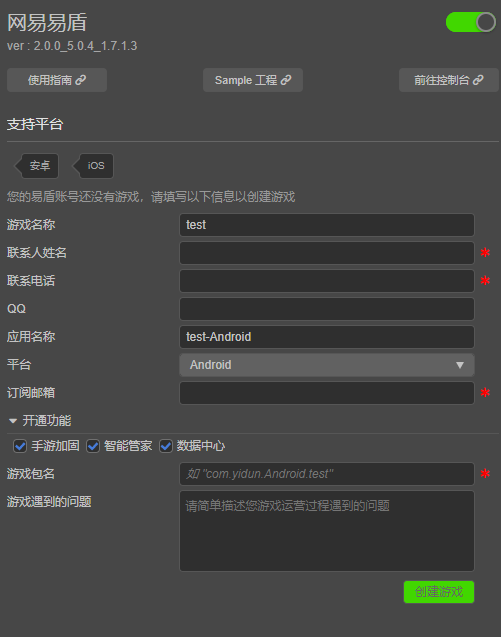 网易易盾
ver : 2.0.0_5.0.4_1.7.1.3
使用指南 Sample 工程 前往控制台
支持平台
安卓 iOS
您的易盾账号还没有游戏，请填写以下信息以创建游戏
游戏名称 test
联系人姓名 *
联系电话 *
QQ
应用名称 test-Android
平台 Android
订阅邮箱 *
开通功能
手游加固 智能管家 数据中心
游戏包名 如 "com.yidun.Android.test" *
游戏遇到的问题 请简单描述您游戏运营过程遇到的问题
创建游戏